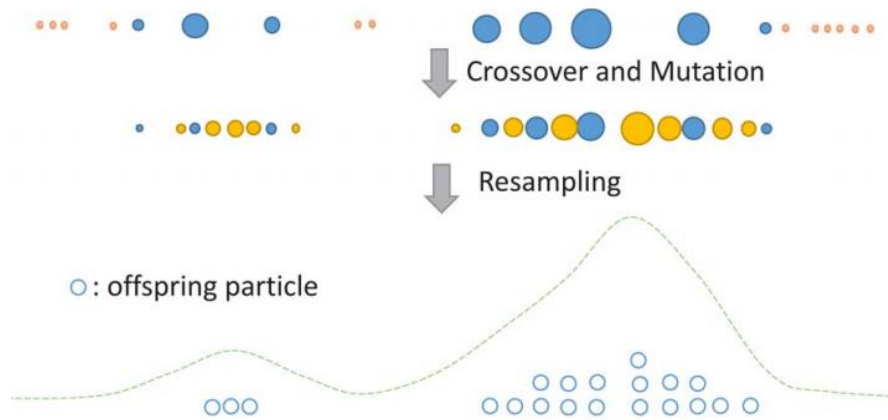 Crossover and Mutation
Resampling
: offspring particle